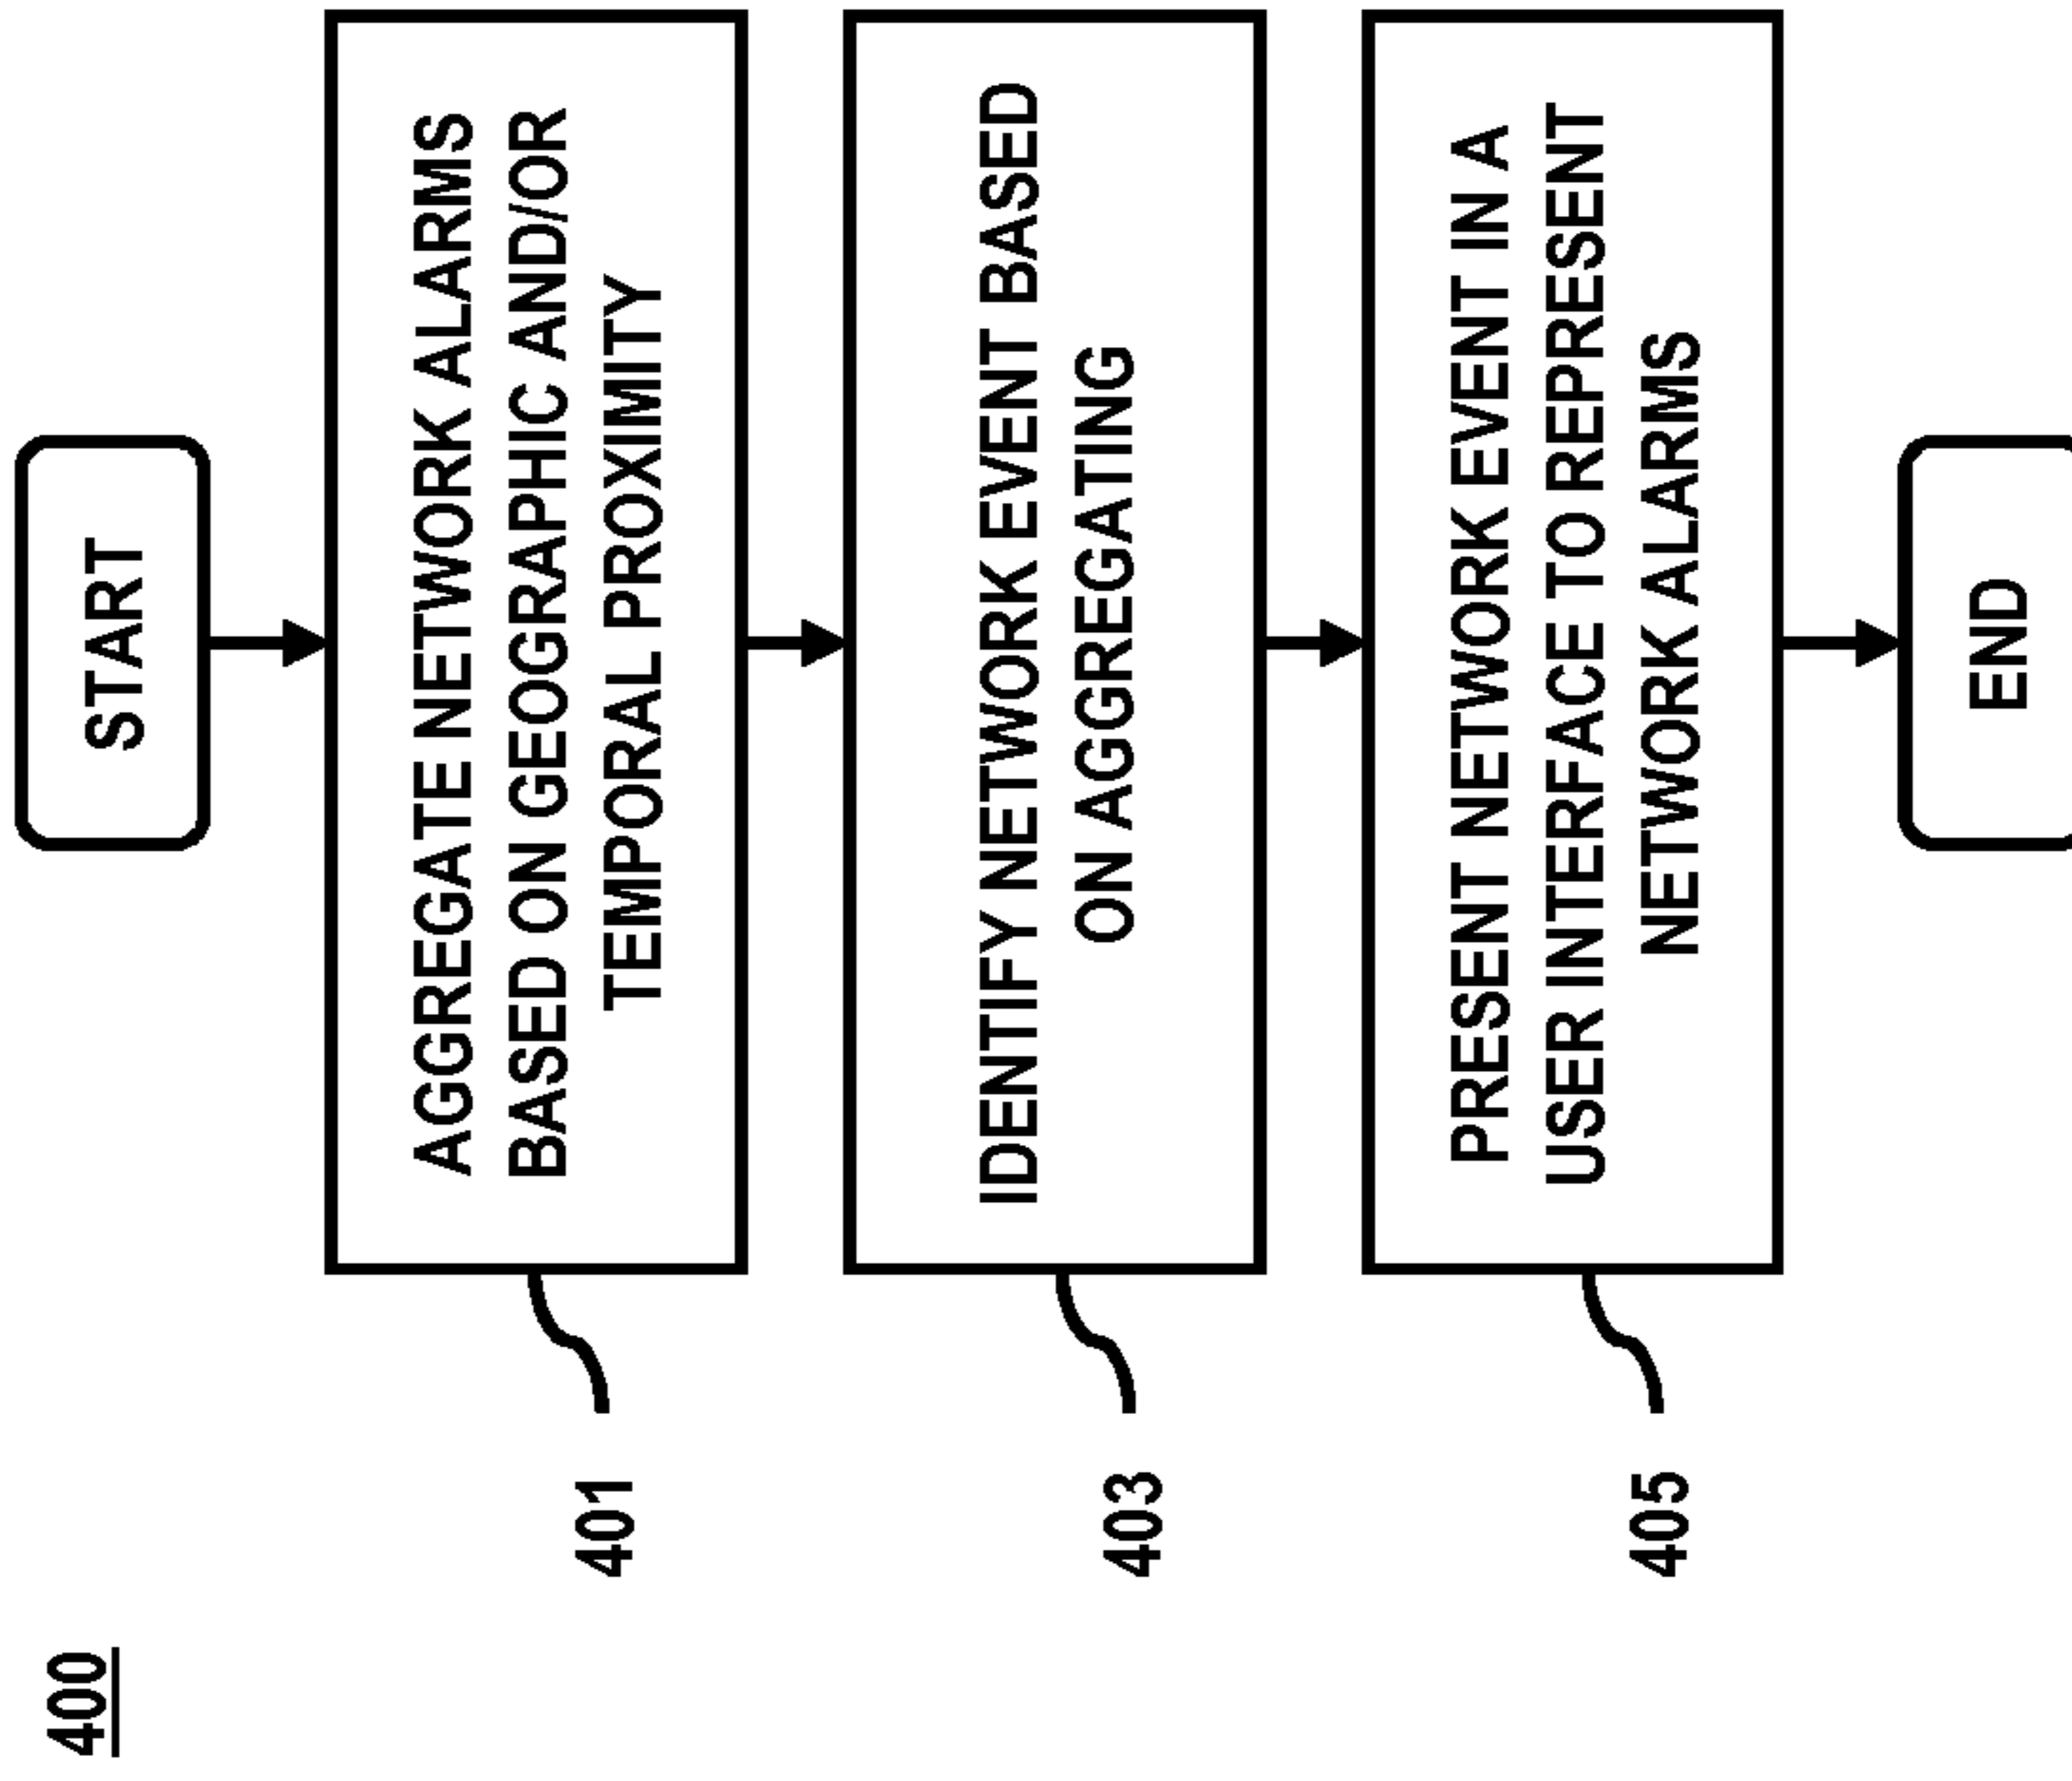 400
START
AGGREGATE NETWORK ALARMS
BASED ON GEOGRAPHIC AND/OR
TEMPORAL PROXIMITY
401
IDENTIFY NETWORK EVENT BASED
ON AGGREGATING
403
PRESENT NETWORK EVENT IN A
USER INTERFACE TO REPRESENT
NETWORK ALARMS
405
END